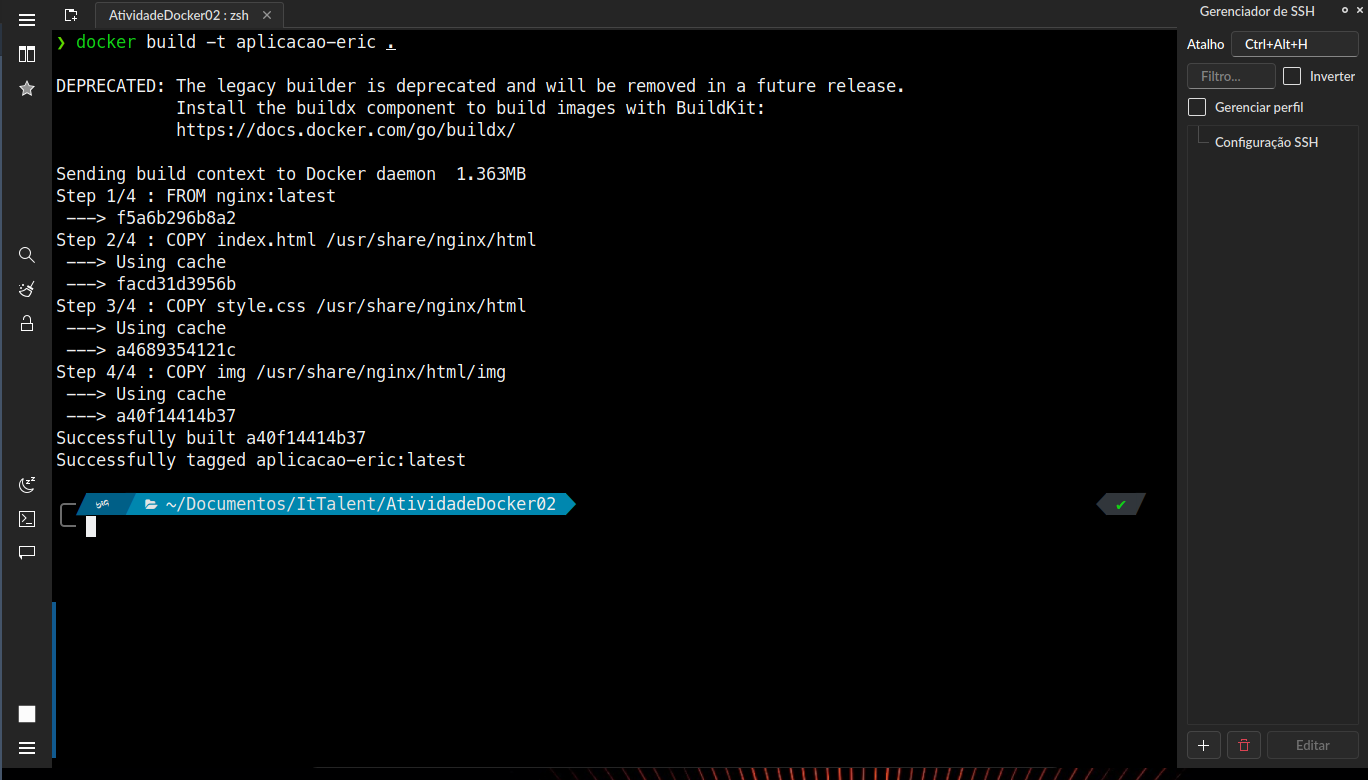 AtividadeDocker02 : zsh
❯ docker build -t aplicacao-eric .
DEPRECATED: The legacy builder is deprecated and will be removed in a future release.
Install the buildx component to build images with BuildKit:
https://docs.docker.com/go/buildx/
Sending build context to Docker daemon  1.363MB
Step 1/4 : FROM nginx:latest
---> f5a6b296b8a2
Step 2/4 : COPY index.html /usr/share/nginx/html
---> Using cache
---> facd31d3956b
Step 3/4 : COPY style.css /usr/share/nginx/html
---> Using cache
---> a4689354121c
Step 4/4 : COPY img /usr/share/nginx/html/img
---> Using cache
---> a40f14414b37
Successfully built a40f14414b37
Successfully tagged aplicacao-eric:latest
~/Documentos/ItTalent/AtividadeDocker02
Gerenciador de SSH
Atalho Ctrl+Alt+H
Filtro... Inverter
Gerenciar perfil
Configuração SSH
Editar